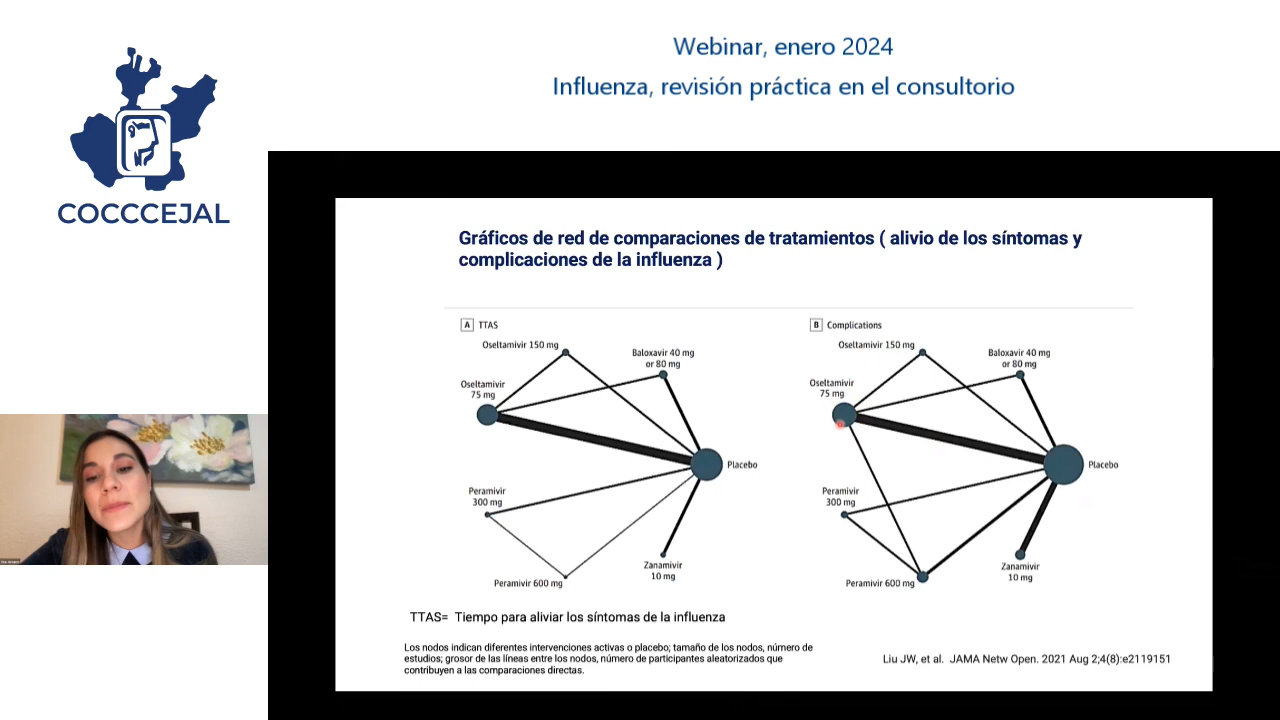 Webinar, enero 2024
Influenza, revisión práctica en el consultorio
COCCCEJAL
Gráficos de red de comparaciones de tratamientos ( alivio de los síntomas y
complicaciones de la influenza )
A TTAS
Oseltamivir 150 mg
Baloxavir 40 mg
or 80 mg
Oseltamivir
75 mg
Placebo
Peramivir
300 mg
Zanamivir
10 mg
Peramivir 600 mg
B Complications
Oseltamivir 150 mg
Baloxavir 40 mg
or 80 mg
Oseltamivir
75 mg
Placebo
Peramivir
300 mg
Zanamivir
10 mg
Peramivir 600 mg
TTAS= Tiempo para aliviar los síntomas de la influenza
Los nodos indican diferentes intervenciones activas o placebo; tamaño de los nodos, número de
estudios; grosor de las líneas entre los nodos, número de participantes aleatorizados que
contribuyen a las comparaciones directas.
Liu JW, et al. JAMA Netw Open. 2021 Aug 2;4(8):e2119151